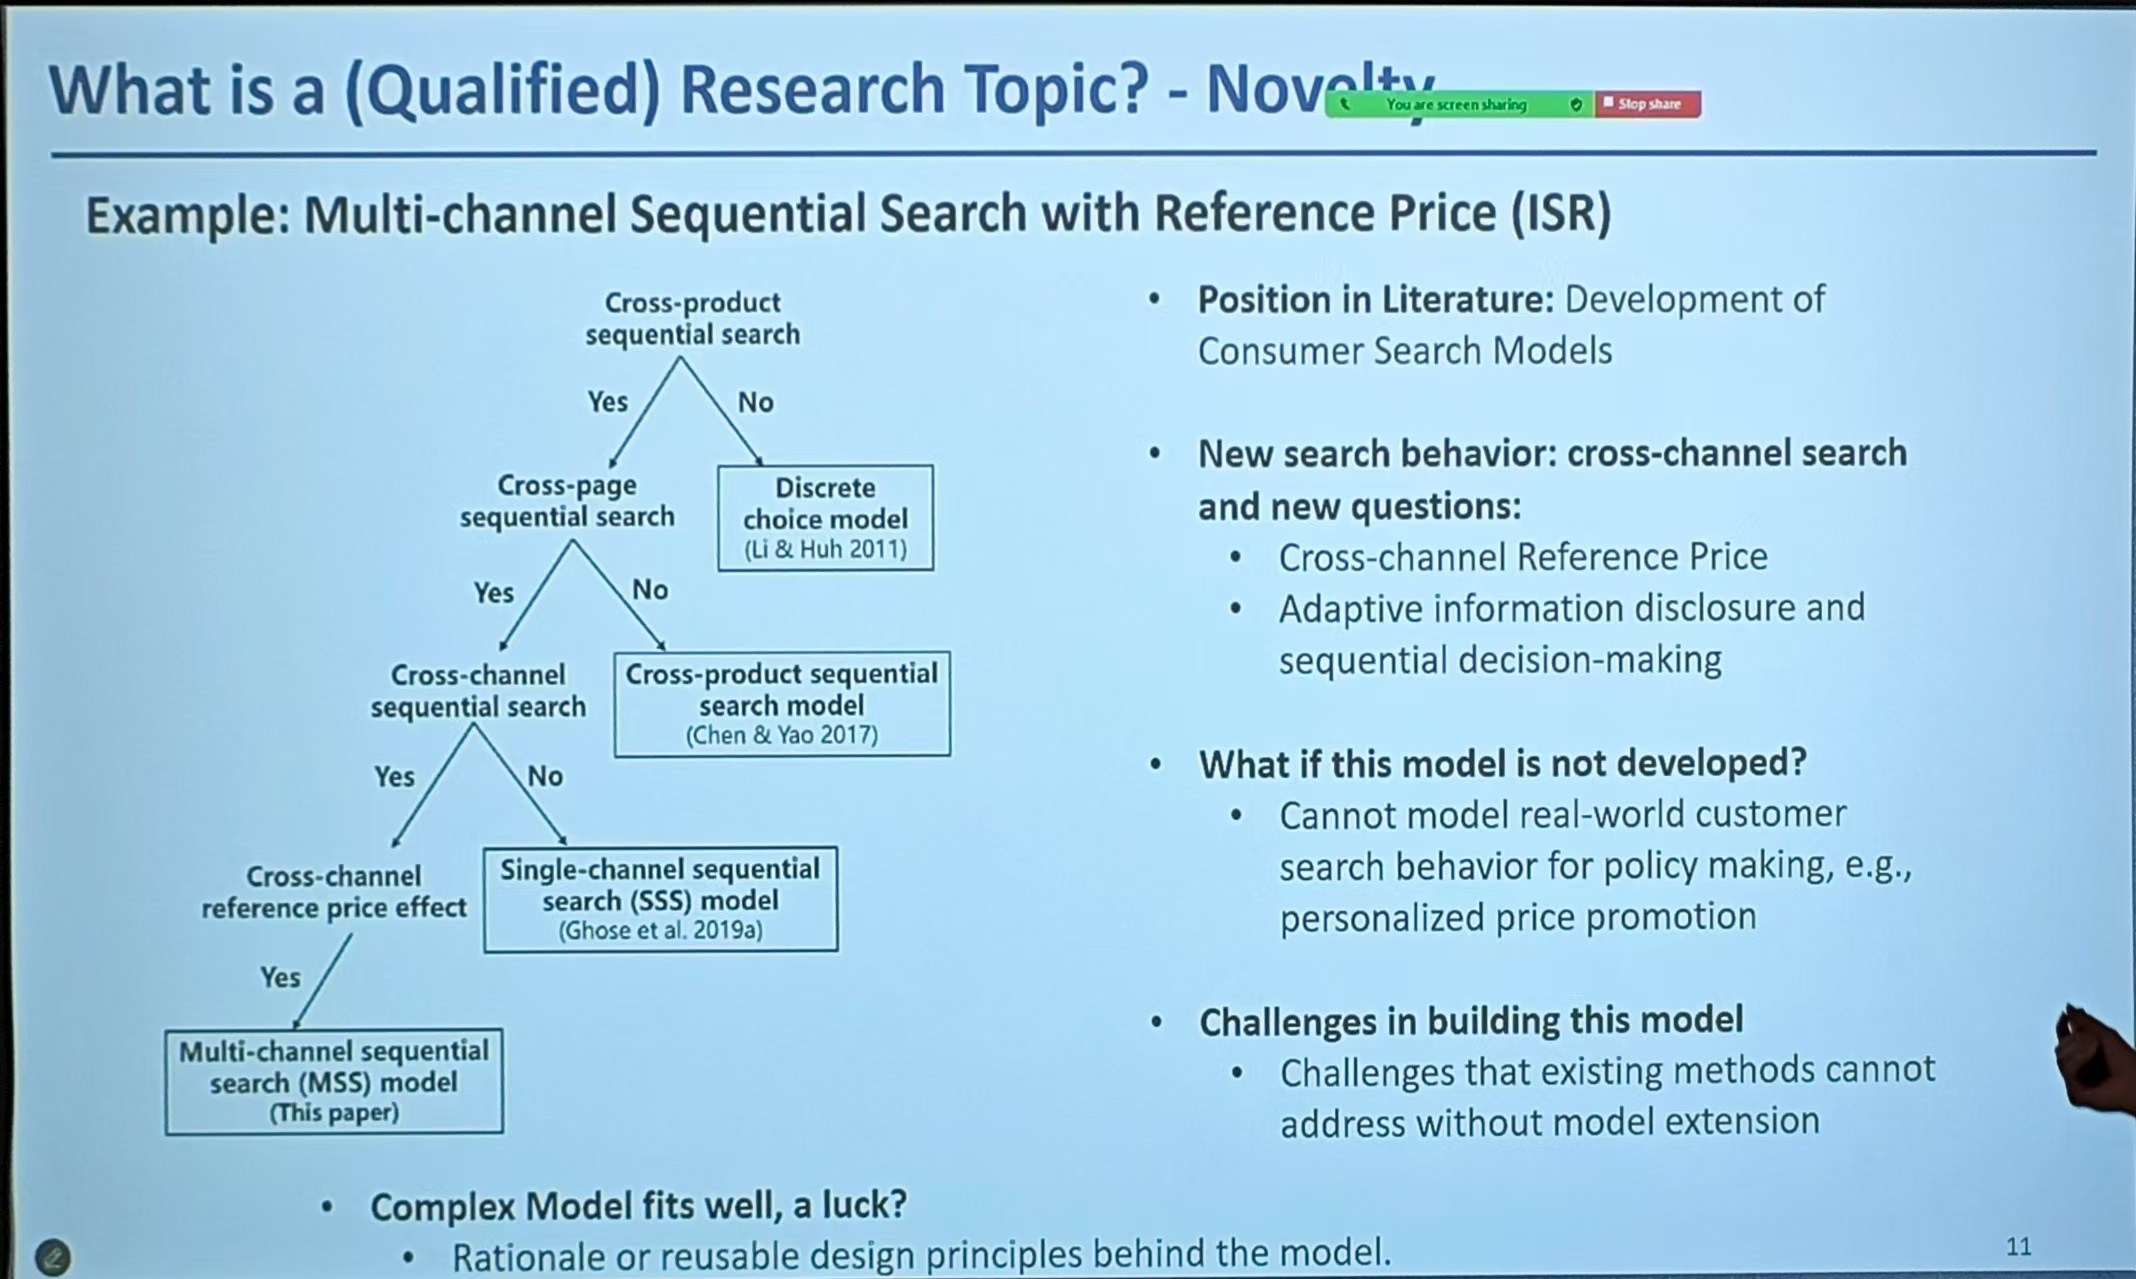 What is a (Qualified) Research Topic? - Novelty
You are screen sharing
Stop share
Example: Multi-channel Sequential Search with Reference Price (ISR)
Cross-product
sequential search
Yes
No
Cross-page
sequential search
Discrete
choice model
(Li & Huh 2011)
Yes
No
Cross-channel
sequential search
Cross-product sequential
search model
(Chen & Yao 2017)
Yes
No
Cross-channel
reference price effect
Single-channel sequential
search (SSS) model
(Ghose et al. 2019a)
Yes
Multi-channel sequential
search (MSS) model
(This paper)
• Position in Literature: Development of
Consumer Search Models
• New search behavior: cross-channel search
and new questions:
• Cross-channel Reference Price
• Adaptive information disclosure and
sequential decision-making
• What if this model is not developed?
• Cannot model real-world customer
search behavior for policy making, e.g.,
personalized price promotion
• Challenges in building this model
• Challenges that existing methods cannot
address without model extension
• Complex Model fits well, a luck?
• Rationale or reusable design principles behind the model.
11